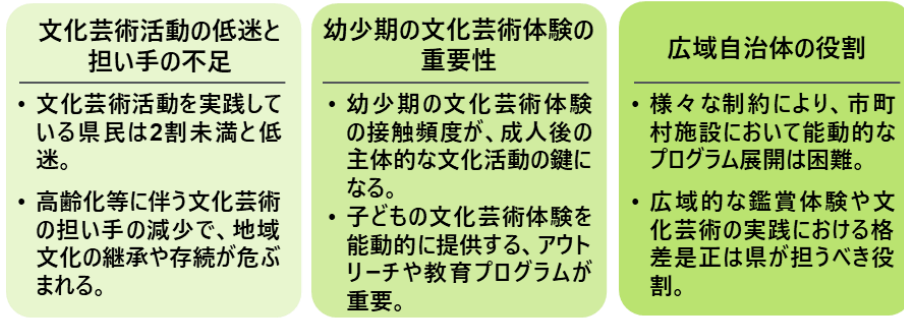 文化芸術活動の低迷と
担い手の不足
• 文化芸術活動を実践して
いる県民は2割未満と低
迷。
• 高齢化等に伴う文化芸術
の担い手の減少で、地域
文化の継承や存続が危ぶ
まれる。
幼少期の文化芸術体験の
重要性
• 幼少期の文化芸術体験
の接触頻度が、成人後の
主体的な文化活動の鍵に
なる。
• 子どもの文化芸術体験を
能動的に提供する、アウト
リーチや教育プログラムが
重要。
広域自治体の役割
• 様々な制約により、市町
村施設において能動的な
プログラム展開は困難。
• 広域的な鑑賞体験や文
化芸術の実践における格
差是正は県が担うべき役
割。